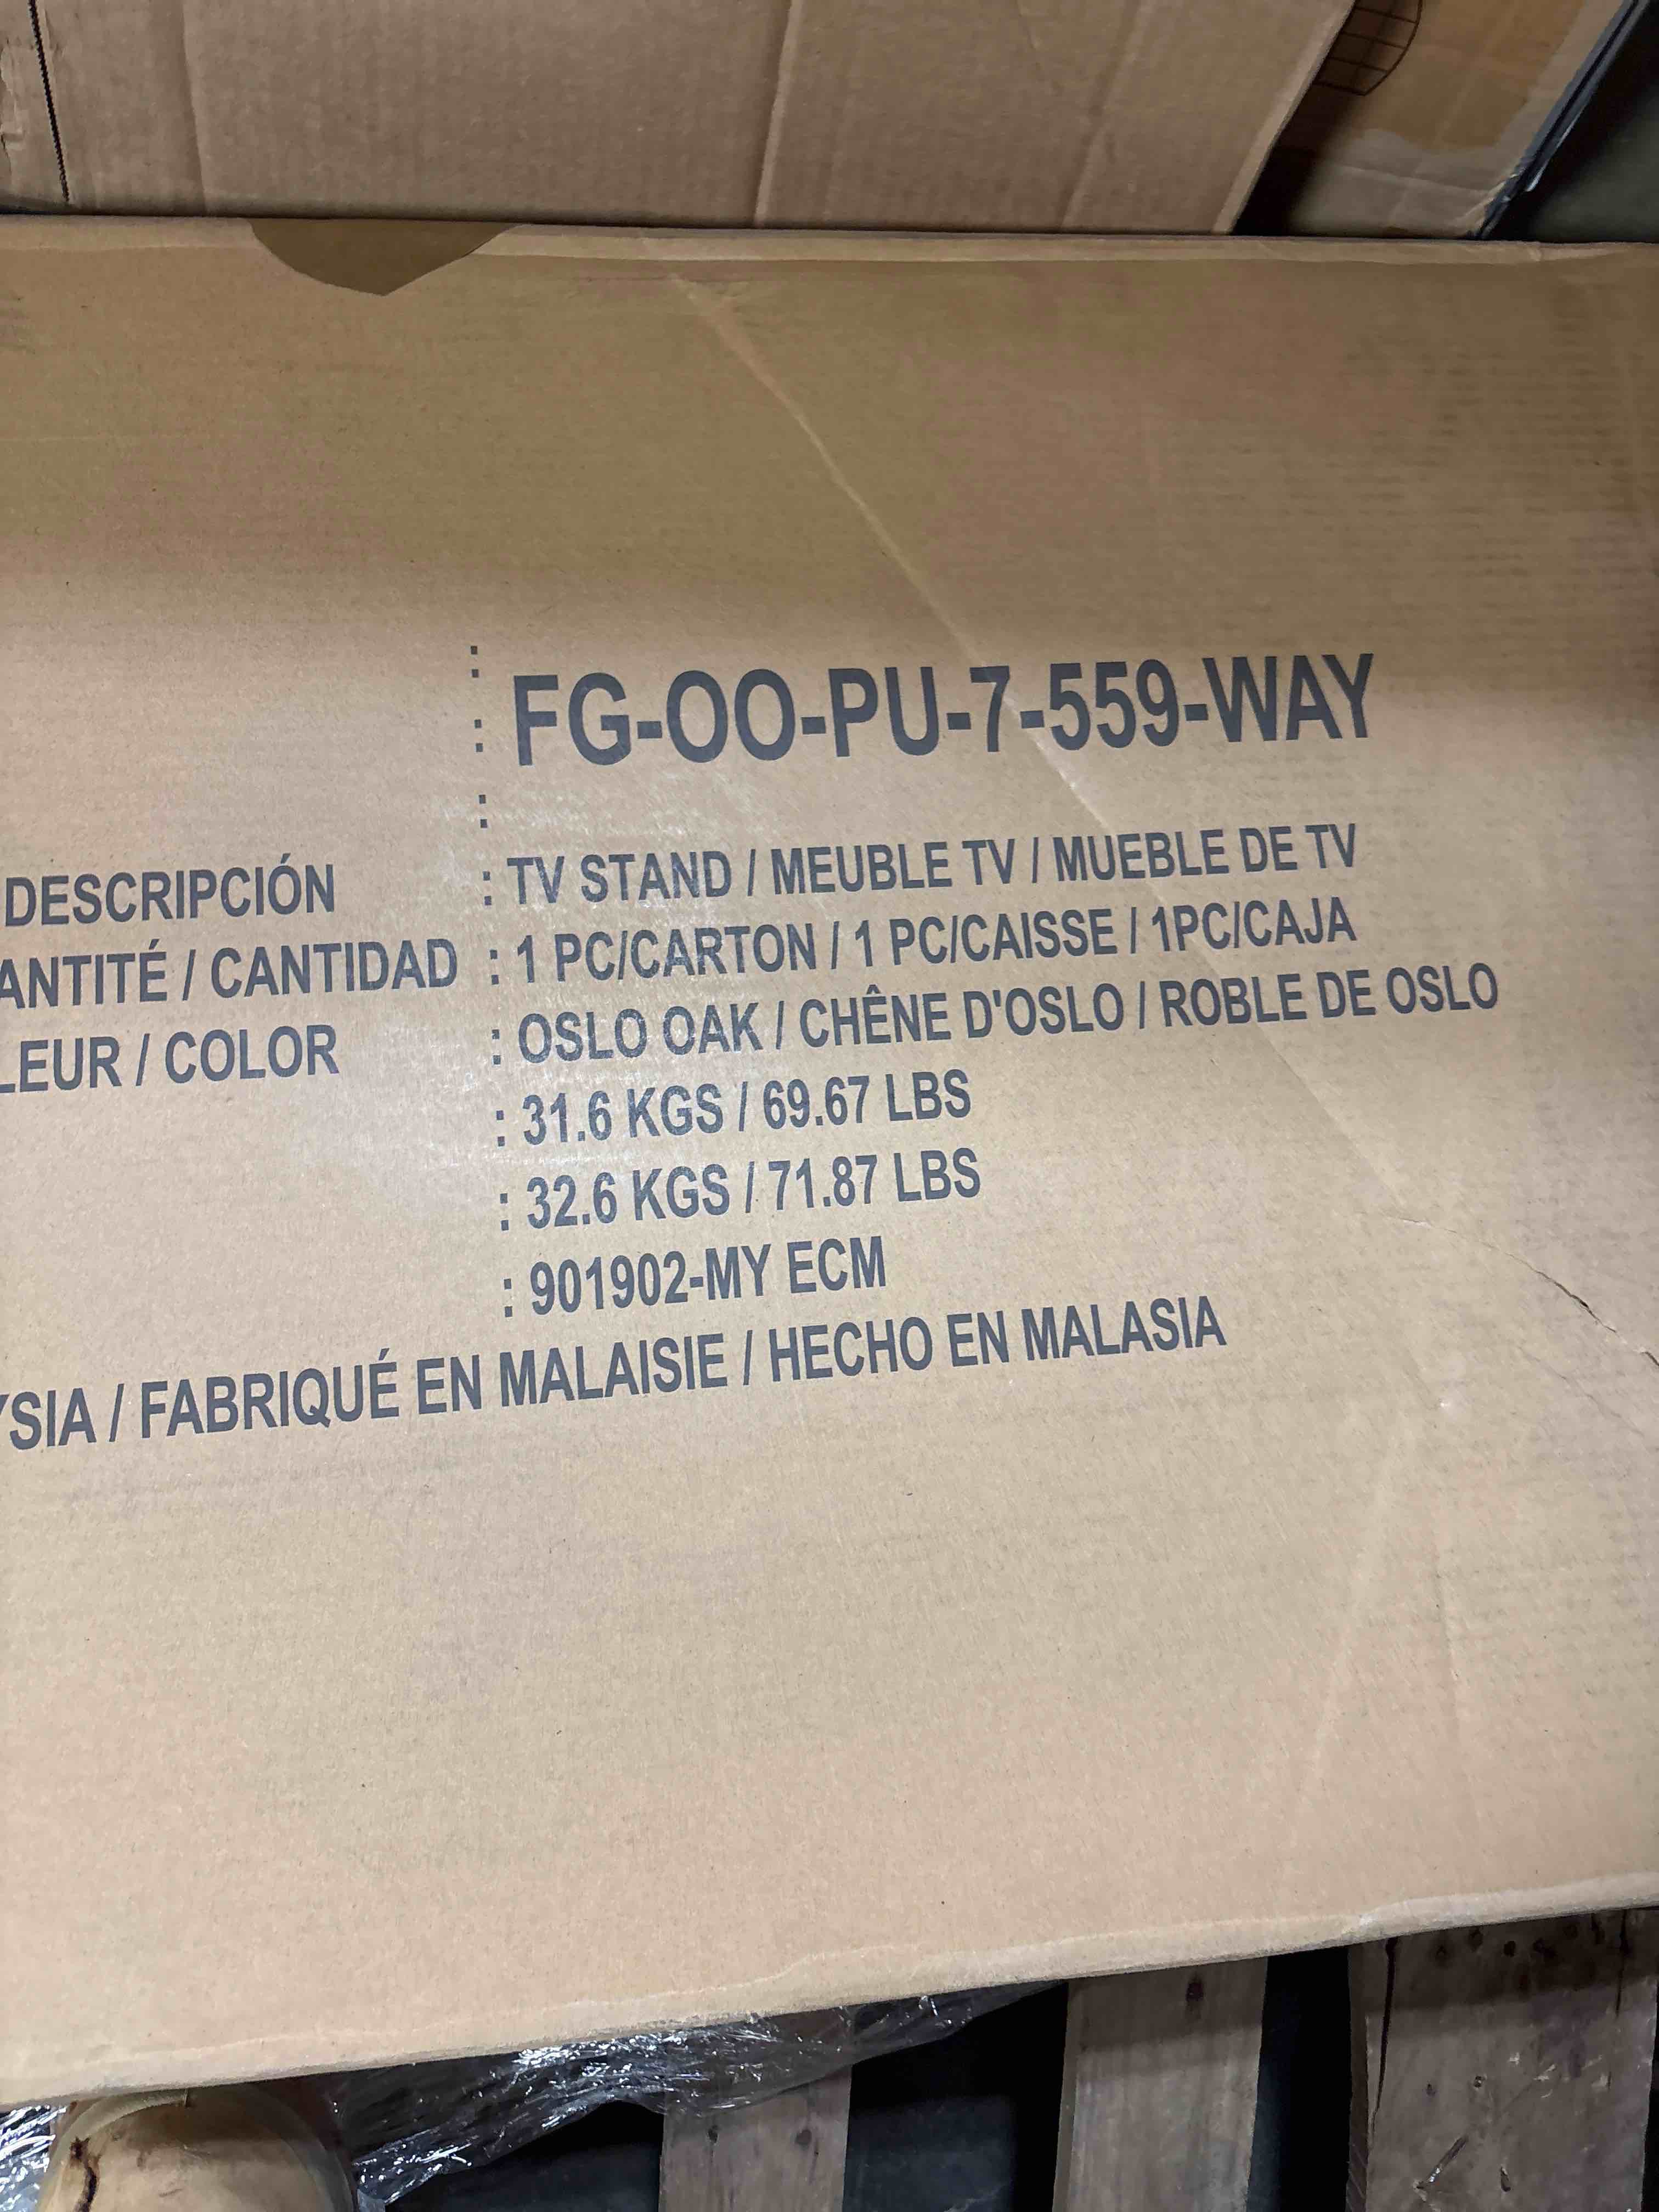 :
: FG-OO-PU-7-559-WAY
:
DESCRIPCIÓN : TV STAND / MEUBLE TV / MUEBLE DE TV
ANTITÉ / CANTIDAD : 1 PC/CARTON / 1 PC/CAISSE / 1PC/CAJA
LEUR / COLOR : OSLO OAK / CHÊNE D'OSLO / ROBLE DE OSLO
: 31.6 KGS / 69.67 LBS
: 32.6 KGS / 71.87 LBS
: 901902-MY ECM
YSIA / FABRIQUÉ EN MALAISIE / HECHO EN MALASIA